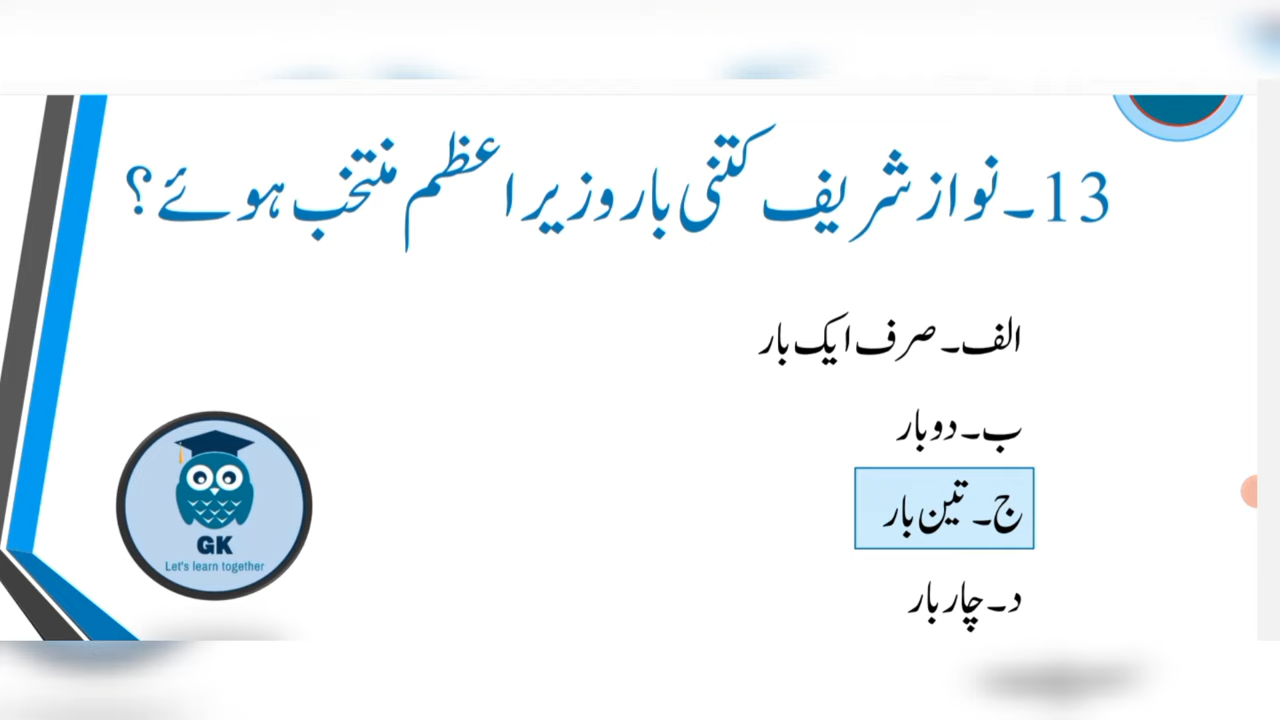 13۔نواز شریف کتنی بار وزیر اعظم منتخب ہوئے؟
الف۔صرف ایک بار
ب۔دو بار
ج۔تین بار
د۔چار بار
GK
Let's learn together